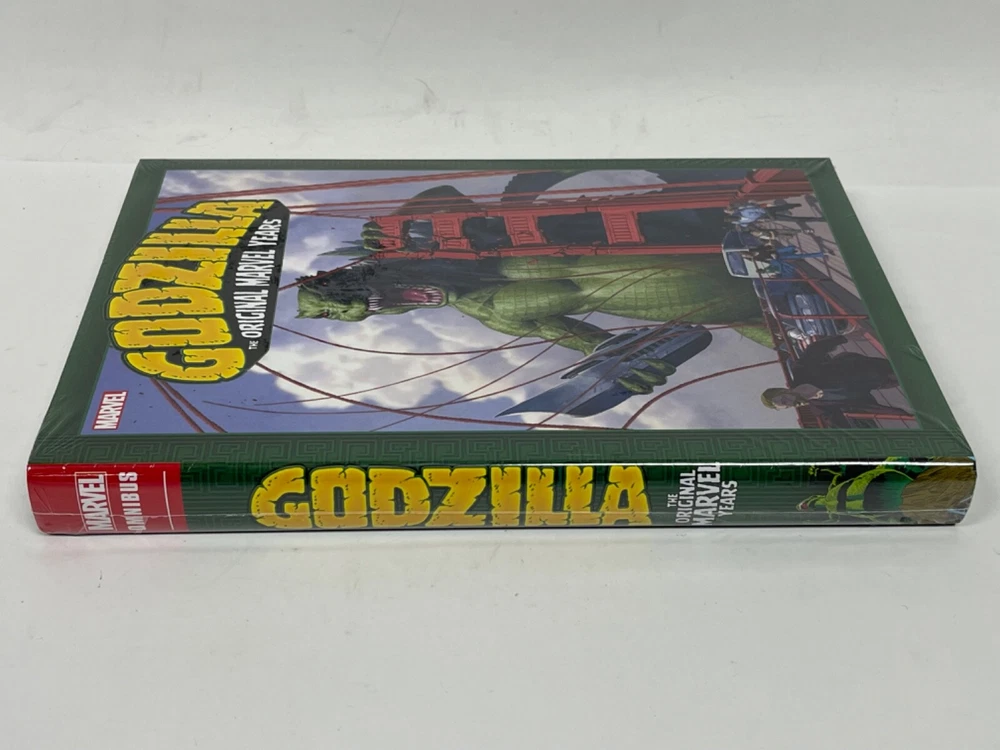 GODZILLA
THE ORIGINAL MARVEL YEARS
MARVEL
MARVEL
OMNIBUS
GODZILLA
THE
ORIGINAL
MARVEL
YEARS